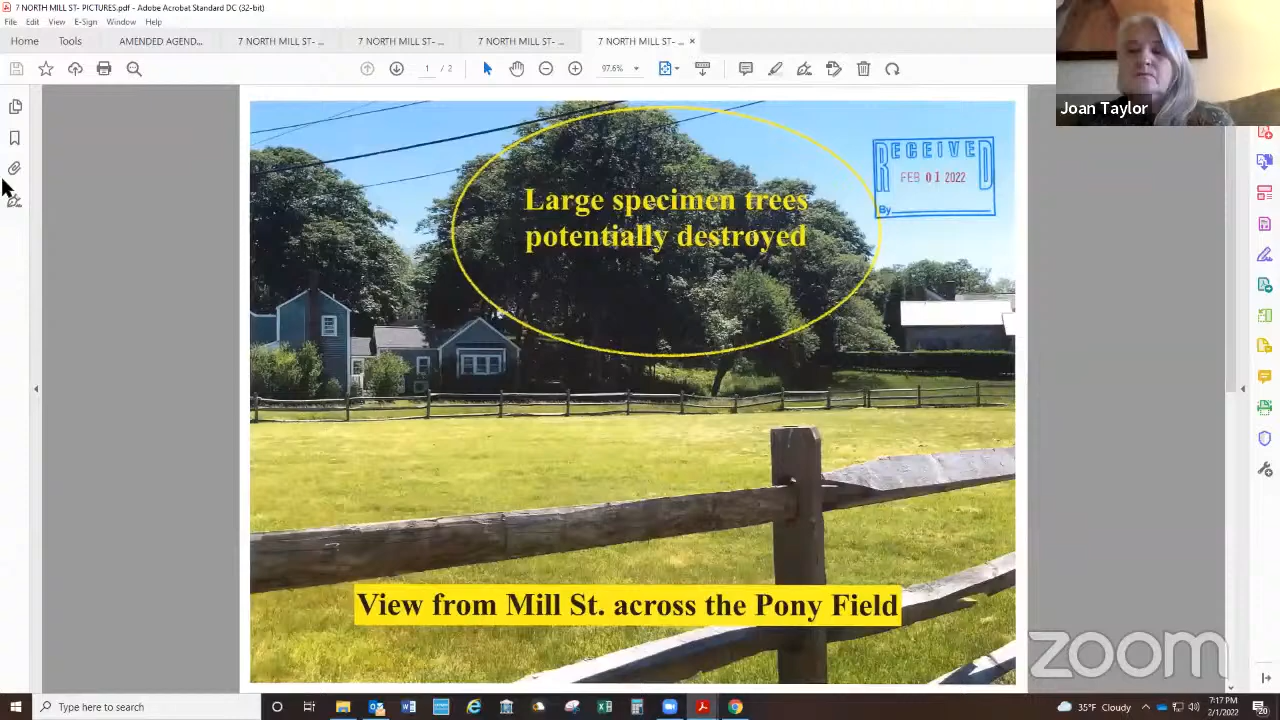 7 NORTH MILL ST- PICTURES.pdf - Adobe Acrobat Standard DC (32-bit)
File Edit View E-Sign Window Help
Home Tools AMENDED AGEND... 7 NORTH MILL ST- ... 7 NORTH MILL ST- ... 7 NORTH MILL ST- ... 7 NORTH MILL ST- ... ×
1 / 2 97.6%
Joan Taylor
RECEIVED
FEB 01 2022
By
Large specimen trees
potentially destroyed
View from Mill St. across the Pony Field
zoom
Type here to search
35°F Cloudy
7:17 PM
2/1/2022
20